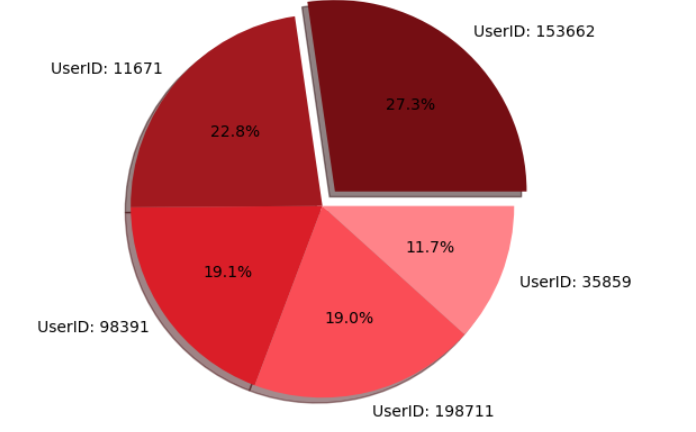 UserID: 153662
UserID: 11671
27.3%
22.8%
11.7%
19.1%
UserID: 35859
19.0%
UserID: 98391
UserID: 198711